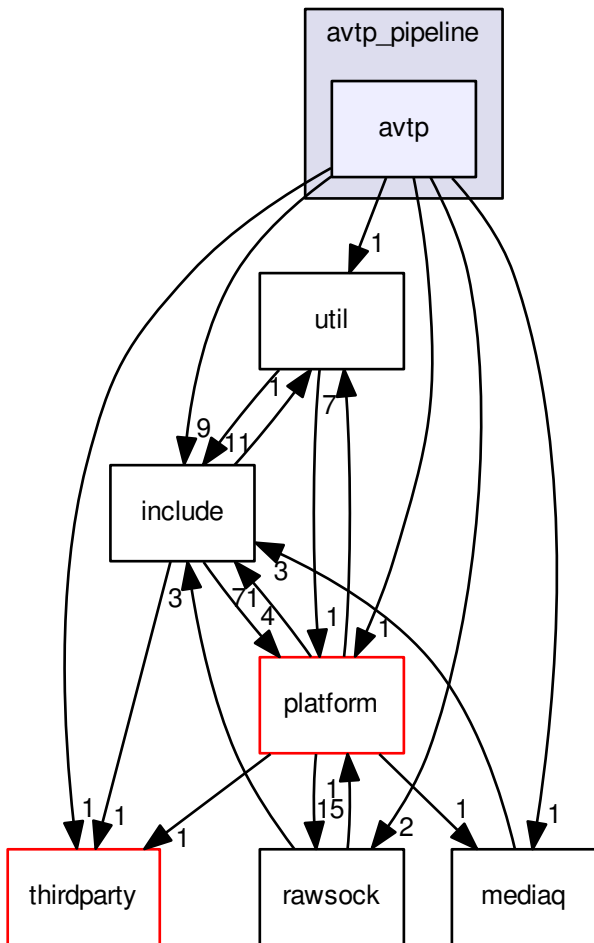 avtp_pipeline
avtp
1
util
1
7
9
11
include
3
3
71
4
1
1
platform
1
1
1
15
1
1
1
2
thirdparty
rawsock
mediaq